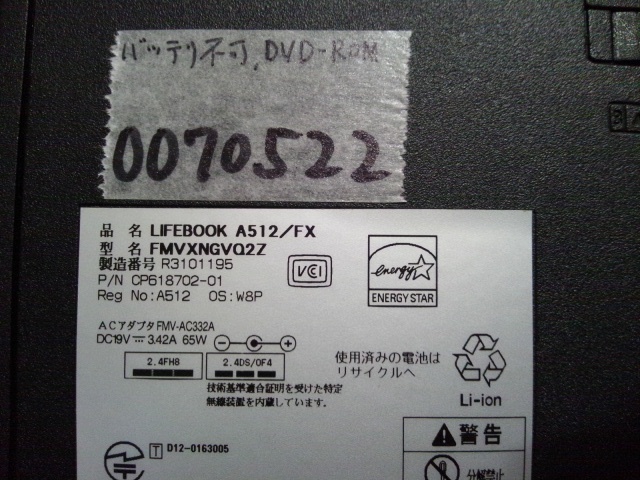 バッテリ不可,DVD-ROM
0070522
品 名 LIFEBOOK A512/FX
型 名 FMVXNGVQ2Z
製造番号 R3101195
P/N CP618702-01
Reg No:A512 OS:W8P
VCCI
energy
ENERGY STAR
ACアダプタ FMV-AC332A
DC19V 3.42A 65W
2.4FH8
2.4DS/OF4
技術基準適合証明を受けた特定
無線装置を内蔵しています。
使用済みの電池は
リサイクルへ
Li-ion
T D12-0163005
警告
分解禁止